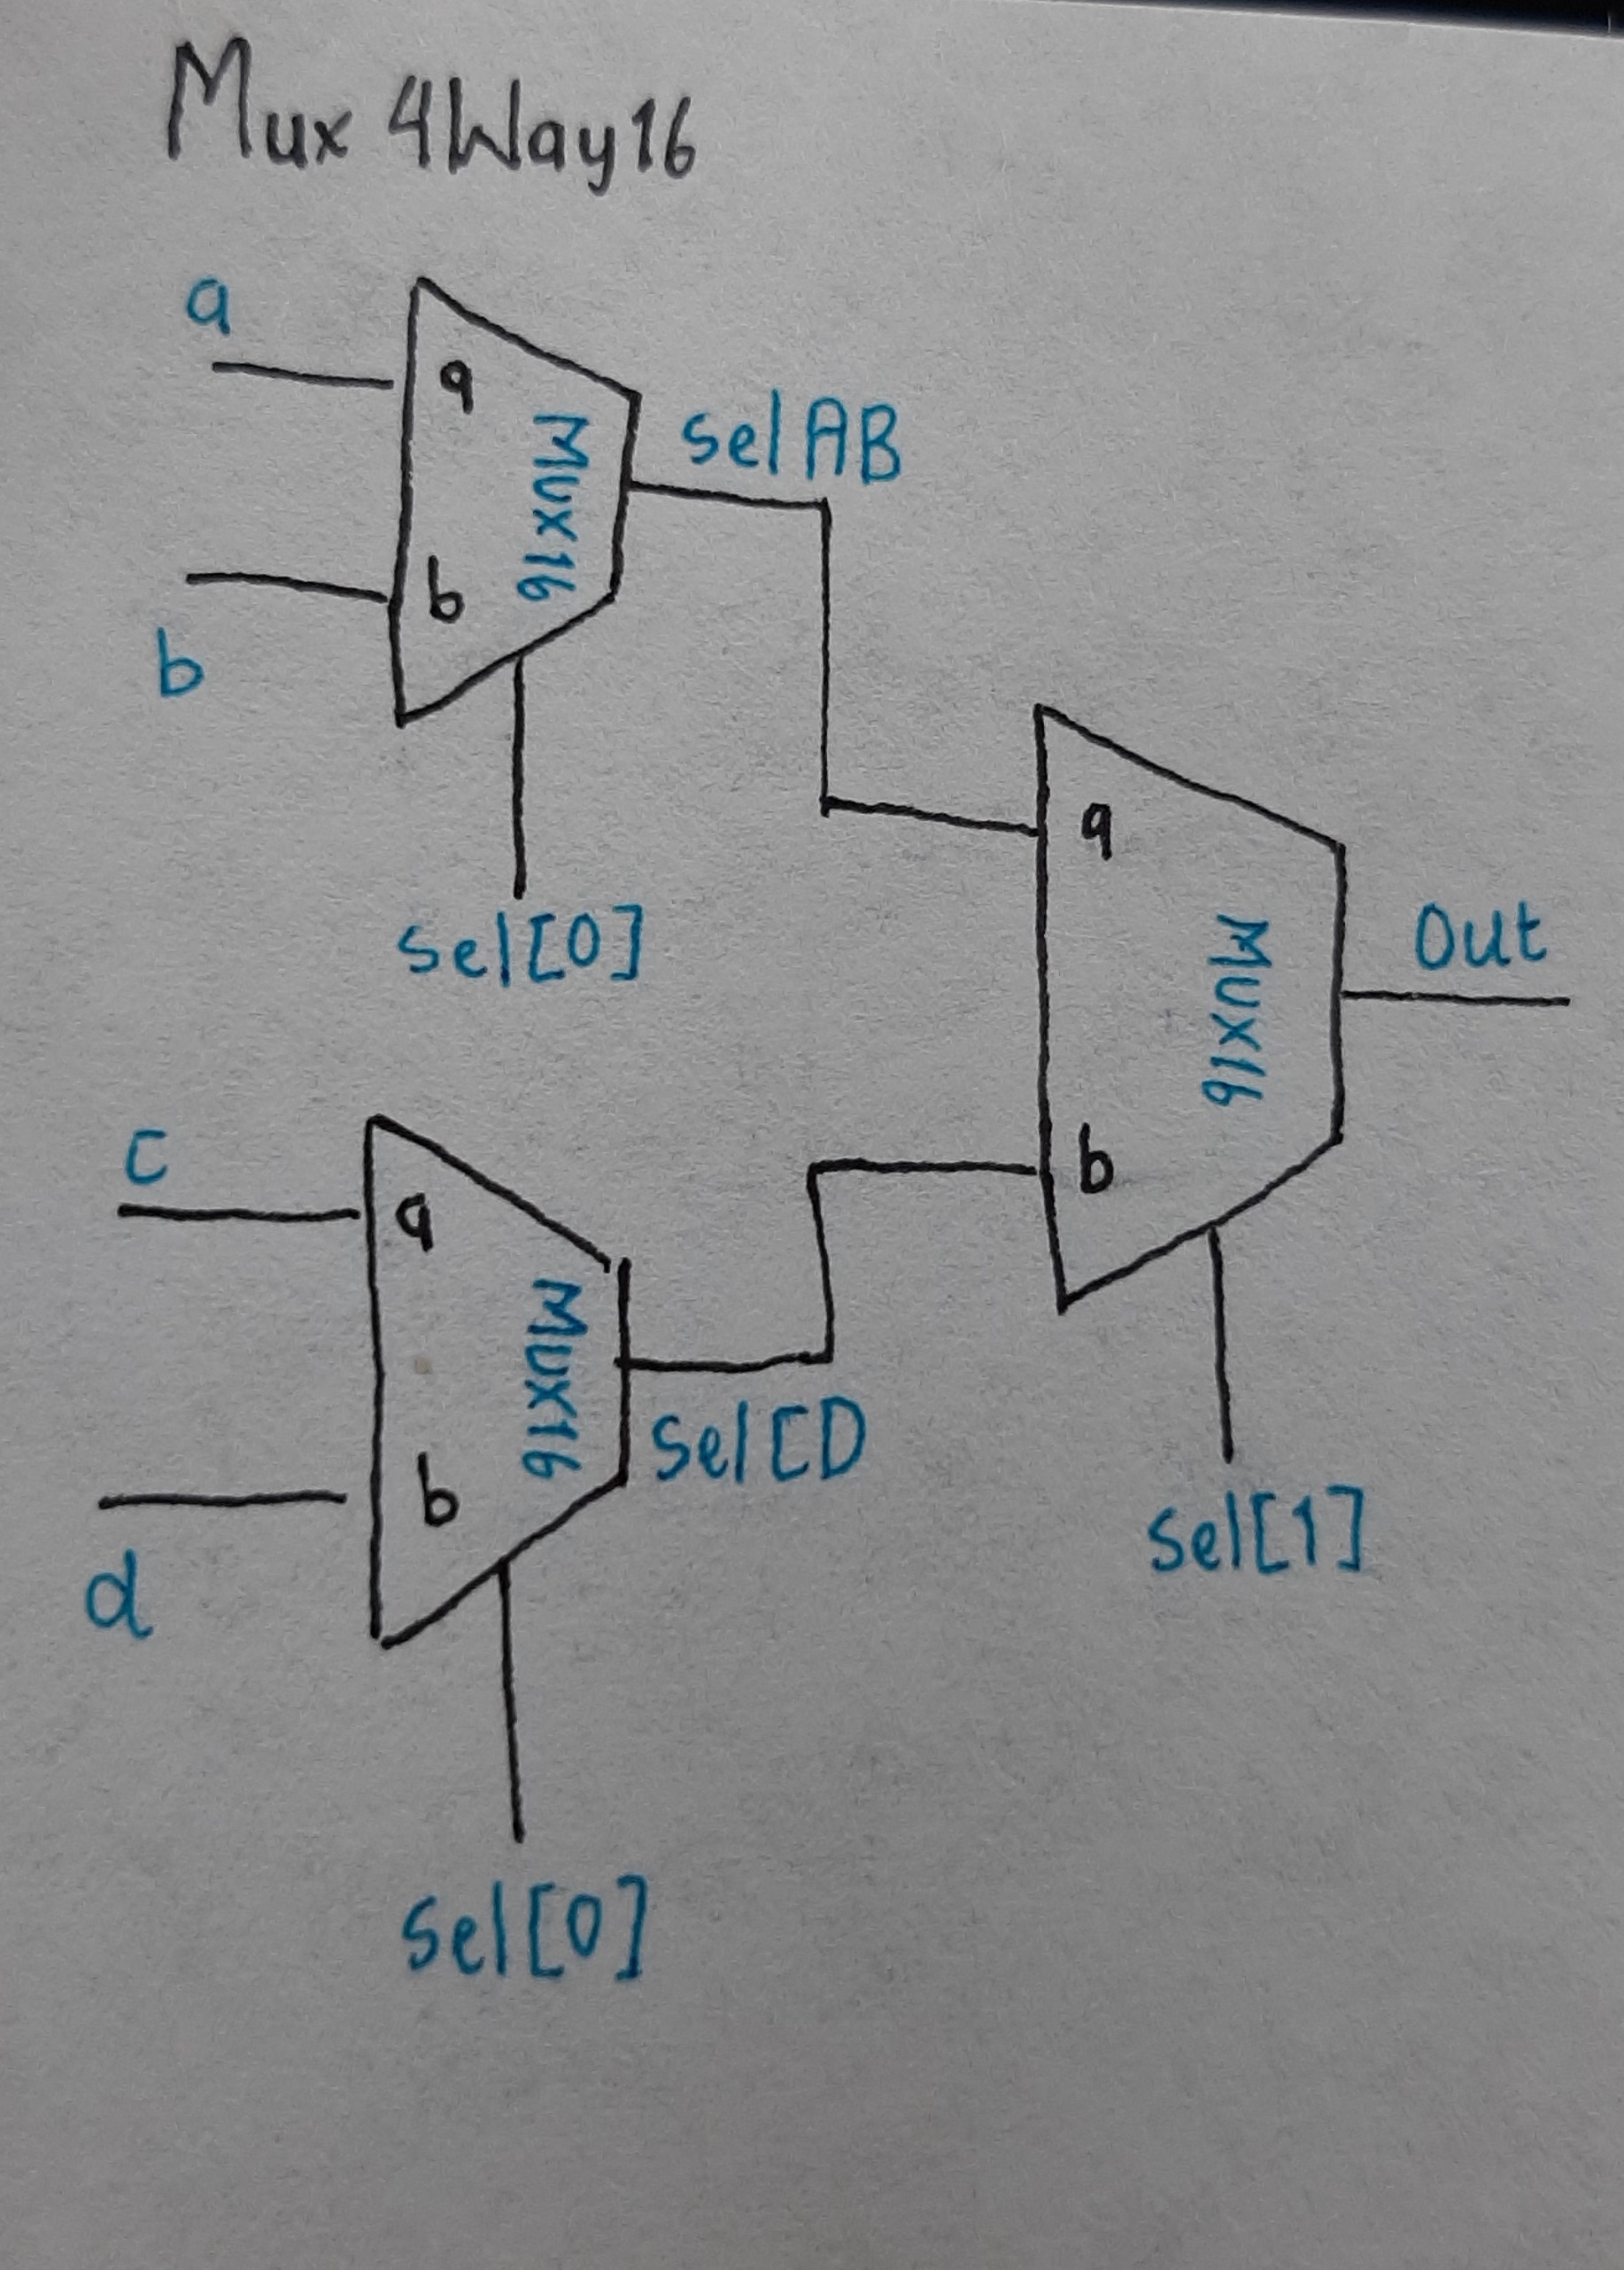 Mux 4Way16
a
a
Mux16
selAB
b
b
sel[0]
a
Mux16
Out
c
a
b
Mux16
selCD
b
d
sel[1]
sel[0]